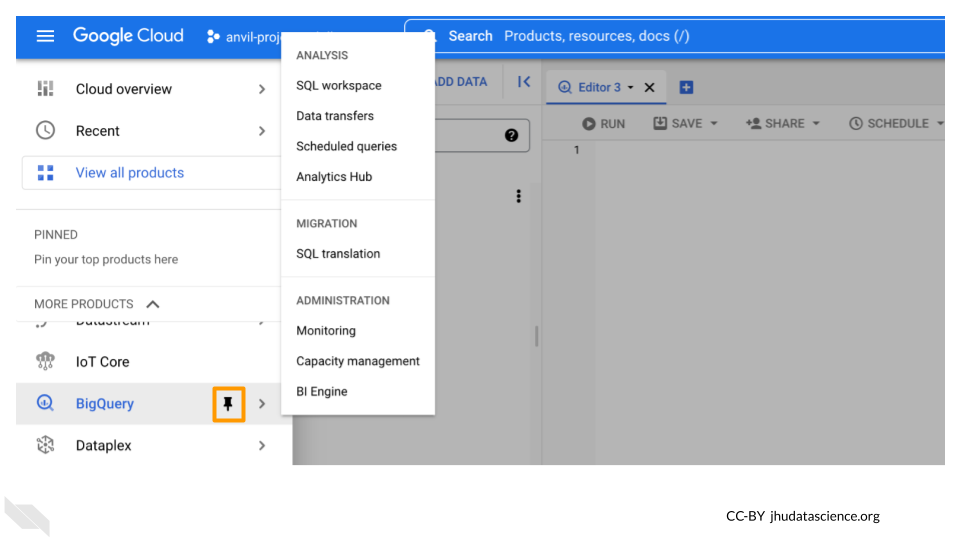 Google Cloud
anvil-proj
Search Products, resources, docs (/)
Cloud overview
Recent
View all products
PINNED
Pin your top products here
MORE PRODUCTS
Datastream
IoT Core
BigQuery
Dataplex
ANALYSIS
SQL workspace
Data transfers
Scheduled queries
Analytics Hub
MIGRATION
SQL translation
ADMINISTRATION
Monitoring
Capacity management
BI Engine
ADD DATA
Editor 3
RUN
SAVE
SHARE
SCHEDULE
1
CC-BY jhudatascience.org